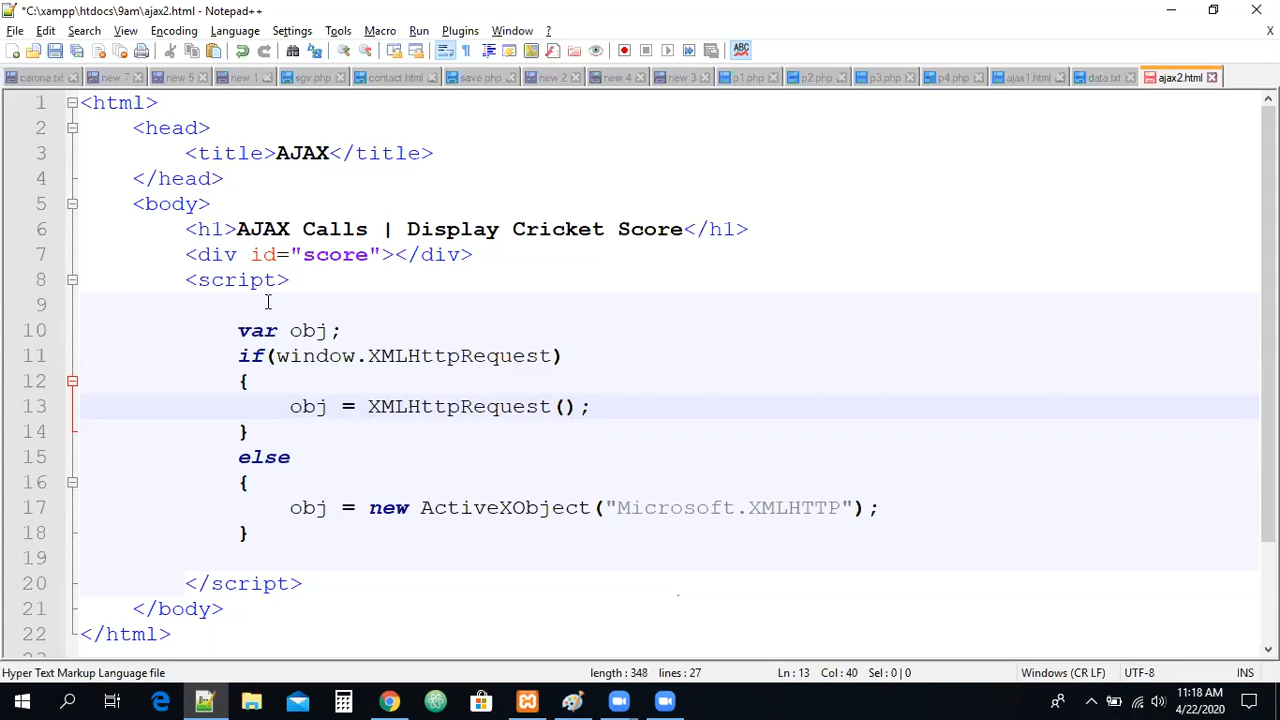 *C:\xampp\htdocs\9am\ajax2.html - Notepad++
File Edit Search View Encoding Language Settings Tools Macro Run Plugins Window ? X
carona.txt new 7 new 5 new 1 sgv.php contact.html save.php new 2 new 4 new 3 p1.php p2.php p3.php p4.php ajax1.html data.txt ajax2.html
1 <html>
2 <head>
3 <title>AJAX</title>
4 </head>
5 <body>
6 <h1>AJAX Calls | Display Cricket Score</h1>
7 <div id="score"></div>
8 <script>
9
10 var obj;
11 if(window.XMLHttpRequest)
12 {
13 obj = XMLHttpRequest();
14 }
15 else
16 {
17 obj = new ActiveXObject("Microsoft.XMLHTTP");
18 }
19
20 </script>
21 </body>
22 </html>
Hyper Text Markup Language file length : 348 lines : 27 Ln : 13 Col : 40 Sel : 0 | 0 Windows (CR LF) UTF-8 INS
11:18 AM
4/22/2020